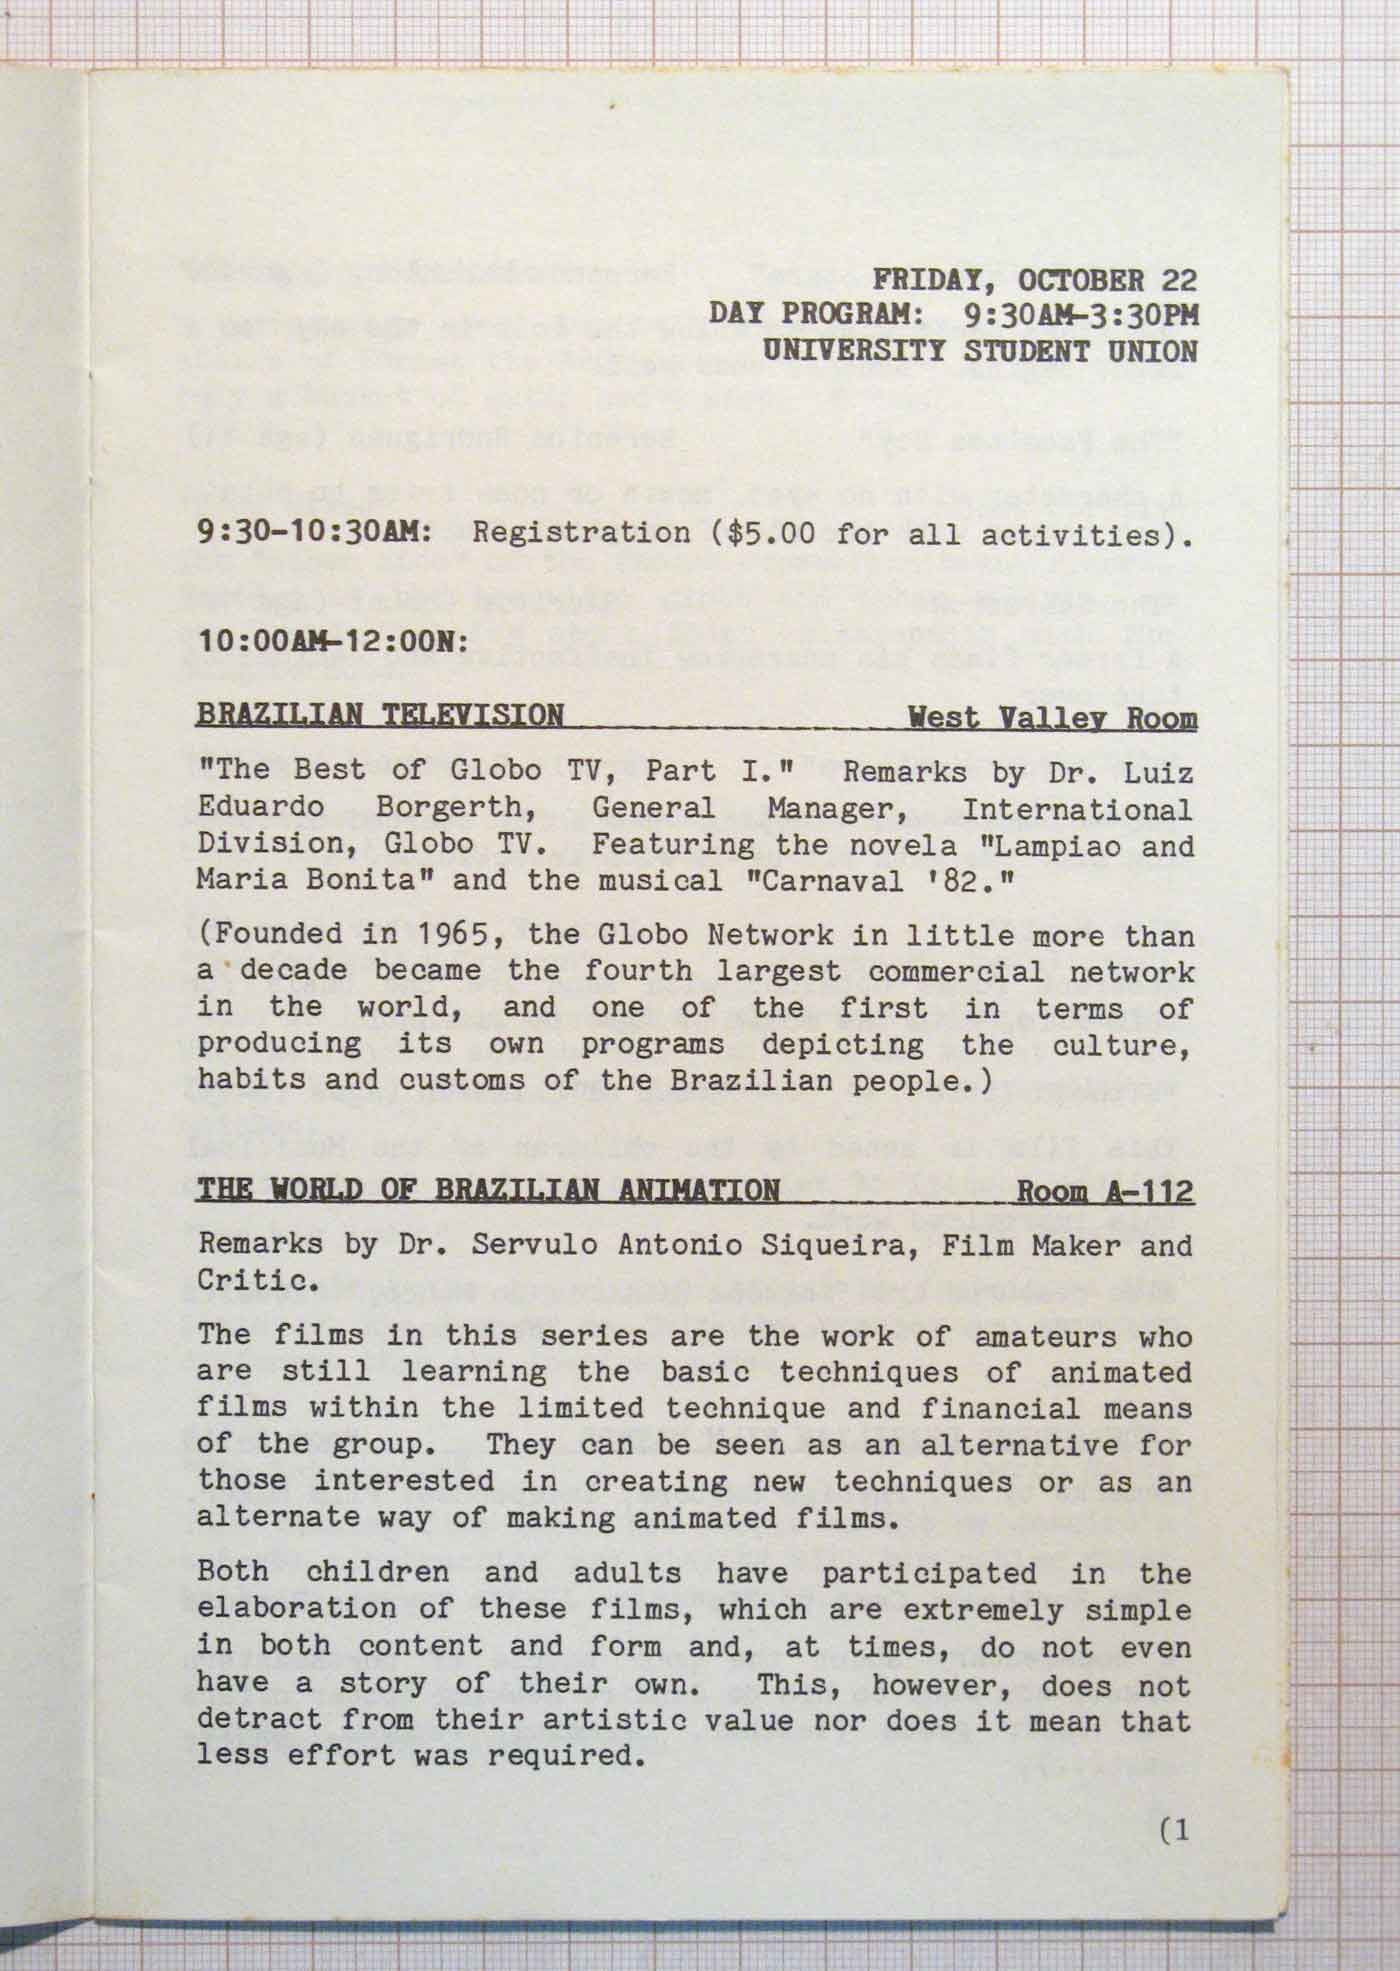 FRIDAY, OCTOBER 22
DAY PROGRAM: 9:30AM-3:30PM
UNIVERSITY STUDENT UNION
9:30-10:30AM: Registration ($5.00 for all activities).
10:00AM-12:00N:
BRAZILIAN TELEVISION West Valley Room
"The Best of Globo TV, Part I." Remarks by Dr. Luiz
Eduardo Borgerth, General Manager, International
Division, Globo TV. Featuring the novela "Lampiao and
Maria Bonita" and the musical "Carnaval '82."
(Founded in 1965, the Globo Network in little more than
a decade became the fourth largest commercial network
in the world, and one of the first in terms of
producing its own programs depicting the culture,
habits and customs of the Brazilian people.)
THE WORLD OF BRAZILIAN ANIMATION Room A-112
Remarks by Dr. Servulo Antonio Siqueira, Film Maker and
Critic.
The films in this series are the work of amateurs who
are still learning the basic techniques of animated
films within the limited technique and financial means
of the group. They can be seen as an alternative for
those interested in creating new techniques or as an
alternate way of making animated films.
Both children and adults have participated in the
elaboration of these films, which are extremely simple
in both content and form and, at times, do not even
have a story of their own. This, however, does not
detract from their artistic value nor does it mean that
less effort was required.
(1